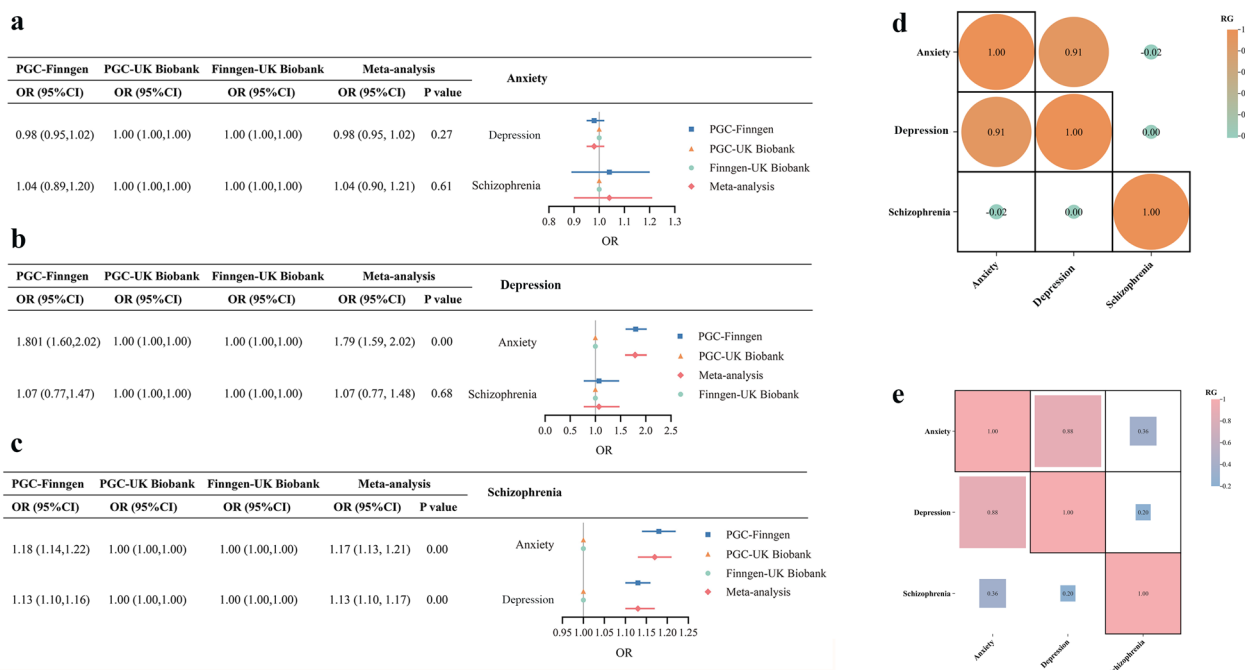 a
PGC-Finngen PGC-UK Biobank Finngen-UK Biobank Meta-analysis Anxiety
OR (95%CI) OR (95%CI) OR (95%CI) OR (95%CI) P value
0.98 (0.95,1.02) 1.00 (1.00,1.00) 1.00 (1.00,1.00) 0.98 (0.95, 1.02) 0.27 Depression
1.04 (0.89,1.20) 1.00 (1.00,1.00) 1.00 (1.00,1.00) 1.04 (0.90, 1.21) 0.61 Schizophrenia
PGC-Finngen
PGC-UK Biobank
Finngen-UK Biobank
Meta-analysis
0.8 0.9 1.0 1.1 1.2 1.3
OR
b
PGC-Finngen PGC-UK Biobank Finngen-UK Biobank Meta-analysis Depression
OR (95%CI) OR (95%CI) OR (95%CI) OR (95%CI) P value
1.801 (1.60,2.02) 1.00 (1.00,1.00) 1.00 (1.00,1.00) 1.79 (1.59, 2.02) 0.00 Anxiety
1.07 (0.77,1.47) 1.00 (1.00,1.00) 1.00 (1.00,1.00) 1.07 (0.77, 1.48) 0.68 Schizophrenia
PGC-Finngen
PGC-UK Biobank
Meta-analysis
Finngen-UK Biobank
0.0 0.5 1.0 1.5 2.0 2.5
OR
c
PGC-Finngen PGC-UK Biobank Finngen-UK Biobank Meta-analysis Schizophrenia
OR (95%CI) OR (95%CI) OR (95%CI) OR (95%CI) P value
1.18 (1.14,1.22) 1.00 (1.00,1.00) 1.00 (1.00,1.00) 1.17 (1.13, 1.21) 0.00 Anxiety
1.13 (1.10,1.16) 1.00 (1.00,1.00) 1.00 (1.00,1.00) 1.13 (1.10, 1.17) 0.00 Depression
PGC-Finngen
PGC-UK Biobank
Finngen-UK Biobank
Meta-analysis
0.95 1.00 1.05 1.10 1.15 1.20 1.25
OR
d
RG
Anxiety 1.00 0.91 -0.02
Depression 0.91 1.00 0.00
Schizophrenia -0.02 0.00 1.00
Anxiety Depression Schizophrenia
e
RG
1
0.8
0.6
0.4
0.2
Anxiety 1.00 0.88 0.36
Depression 0.88 1.00 0.20
Schizophrenia 0.36 0.20 1.00
Anxiety Depression